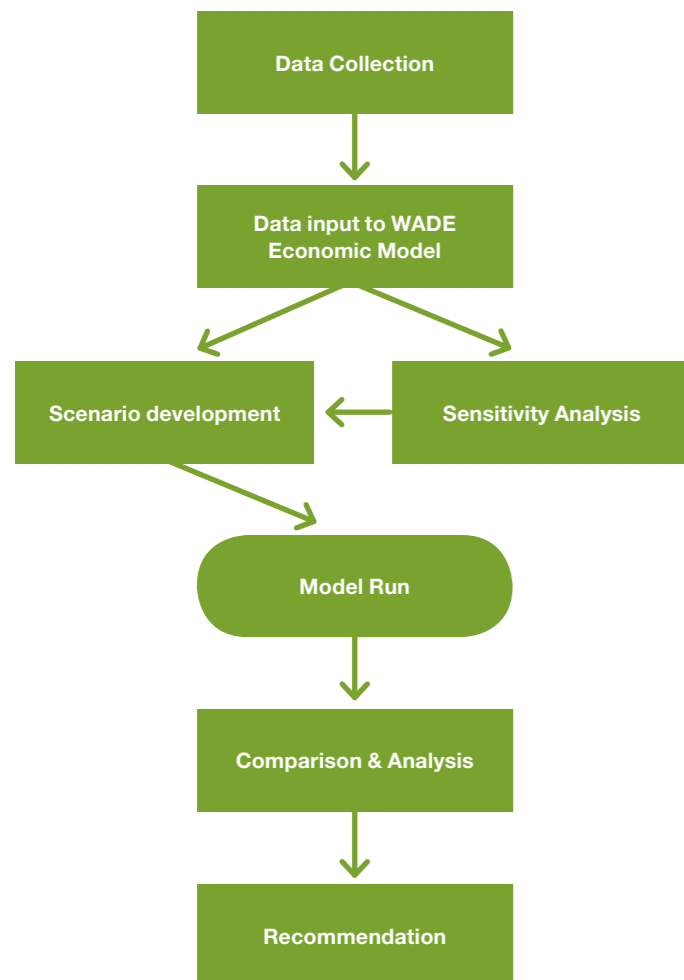 Data Collection
Data input to WADE
Economic Model
Scenario development
Sensitivity Analysis
Model Run
Comparison & Analysis
Recommendation